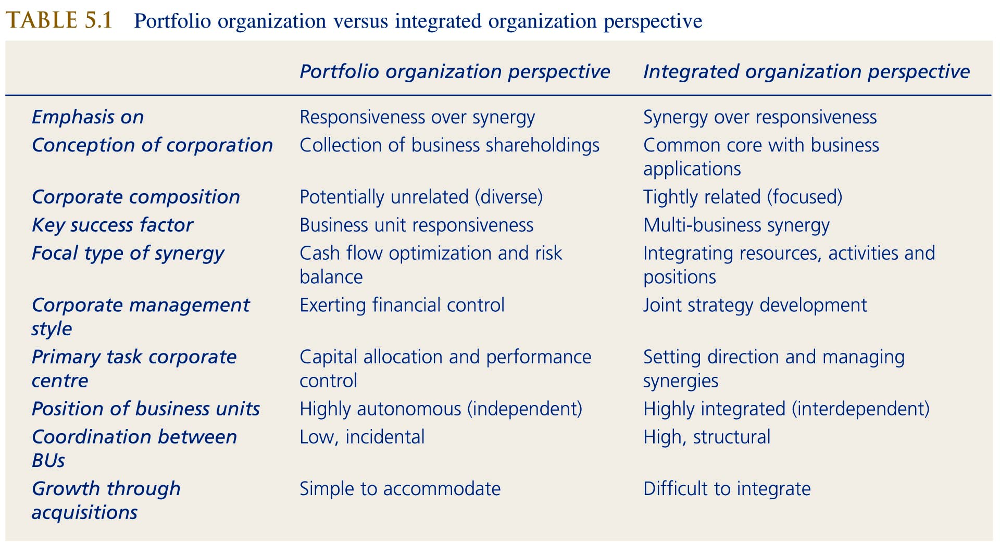 TABLE 5.1 Portfolio organization versus integrated organization perspective
Portfolio organization perspective Integrated organization perspective
Emphasis on Responsiveness over synergy Synergy over responsiveness
Conception of corporation Collection of business shareholdings Common core with business
applications
Corporate composition Potentially unrelated (diverse) Tightly related (focused)
Key success factor Business unit responsiveness Multi-business synergy
Focal type of synergy Cash flow optimization and risk Integrating resources, activities and
balance positions
Corporate management Exerting financial control Joint strategy development
style
Primary task corporate Capital allocation and performance Setting direction and managing
centre control synergies
Position of business units Highly autonomous (independent) Highly integrated (interdependent)
Coordination between Low, incidental High, structural
BUs
Growth through Simple to accommodate Difficult to integrate
acquisitions